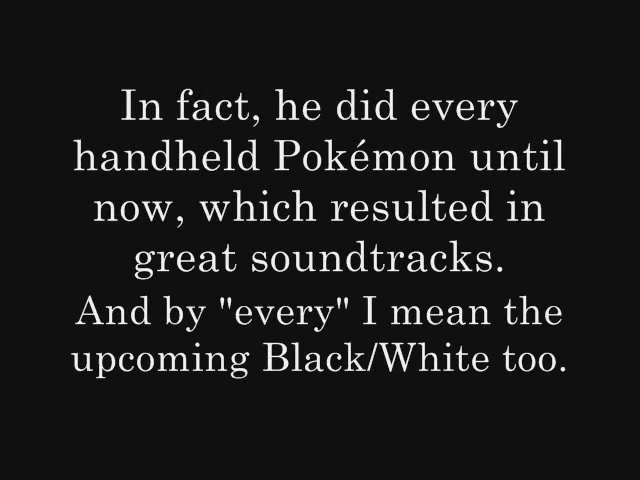 In fact, he did every
handheld Pokémon until
now, which resulted in
great soundtracks.
And by "every" I mean the
upcoming Black/White too.